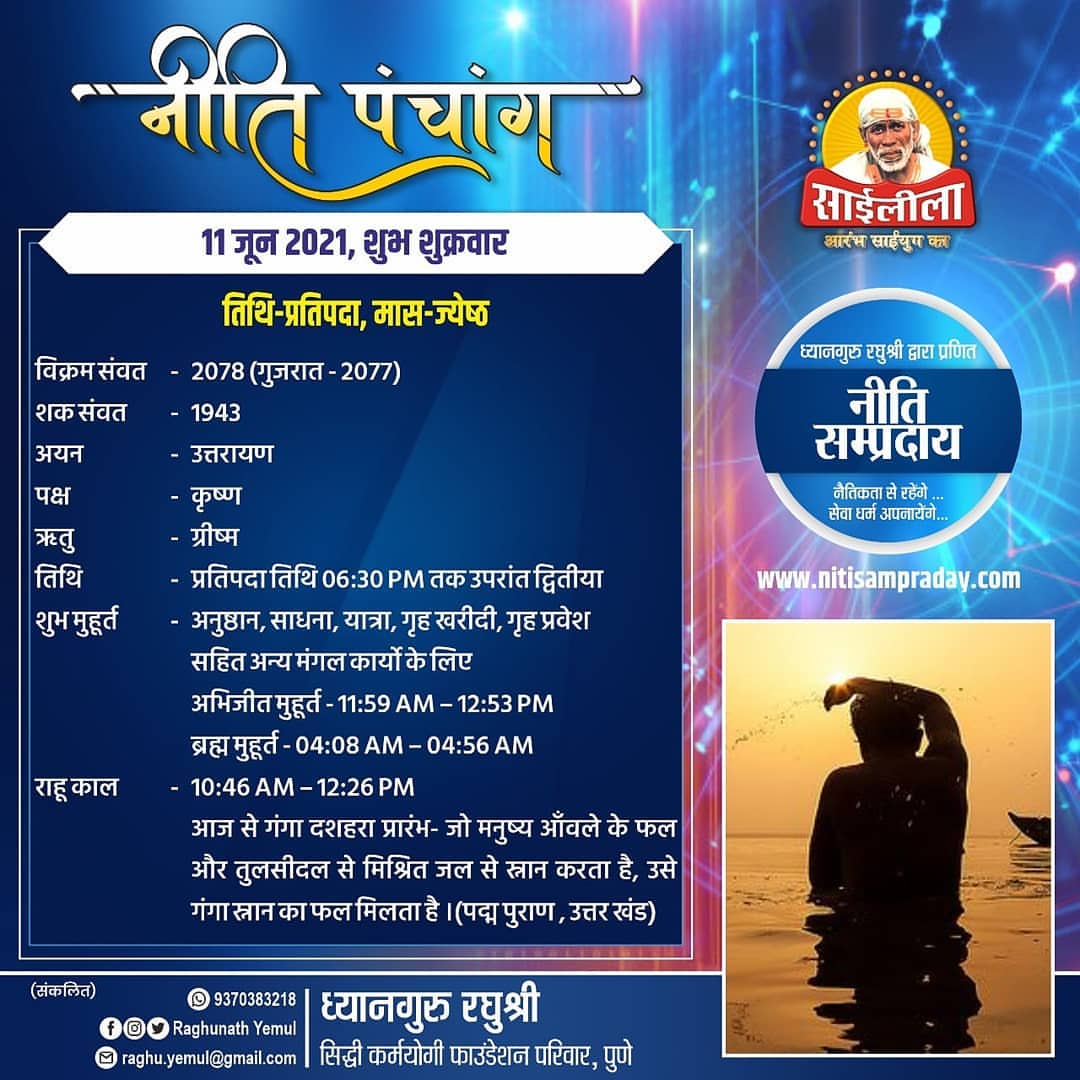 नीति पंचांग
साईलीला
आरंभ साईयुग का
11 जून 2021, शुभ शुक्रवार
तिथि-प्रतिपदा, मास-ज्येष्ठ
विक्रम संवत - 2078 (गुजरात - 2077)
शक संवत - 1943
अयन - उत्तरायण
पक्ष - कृष्ण
ऋतु - ग्रीष्म
तिथि - प्रतिपदा तिथि 06:30 PM तक उपरांत द्वितीया
शुभ मुहूर्त - अनुष्ठान, साधना, यात्रा, गृह खरीदी, गृह प्रवेश
सहित अन्य मंगल कार्यो के लिए
अभिजीत मुहूर्त - 11:59 AM – 12:53 PM
ब्रह्म मुहूर्त - 04:08 AM – 04:56 AM
राहू काल - 10:46 AM – 12:26 PM
आज से गंगा दशहरा प्रारंभ- जो मनुष्य आँवले के फल
और तुलसीदल से मिश्रित जल से स्नान करता है, उसे
गंगा स्नान का फल मिलता है । (पद्म पुराण , उत्तर खंड)
ध्यानगुरु रघुश्री द्वारा प्रणित
नीति
सम्प्रदाय
नैतिकता से रहेंगे ...
सेवा धर्म अपनायेंगे...
www.nitisampraday.com
(संकलित)
9370383218
Raghunath Yemul
raghu.yemul@gmail.com
ध्यानगुरु रघुश्री
सिद्धी कर्मयोगी फाउंडेशन परिवार, पुणे